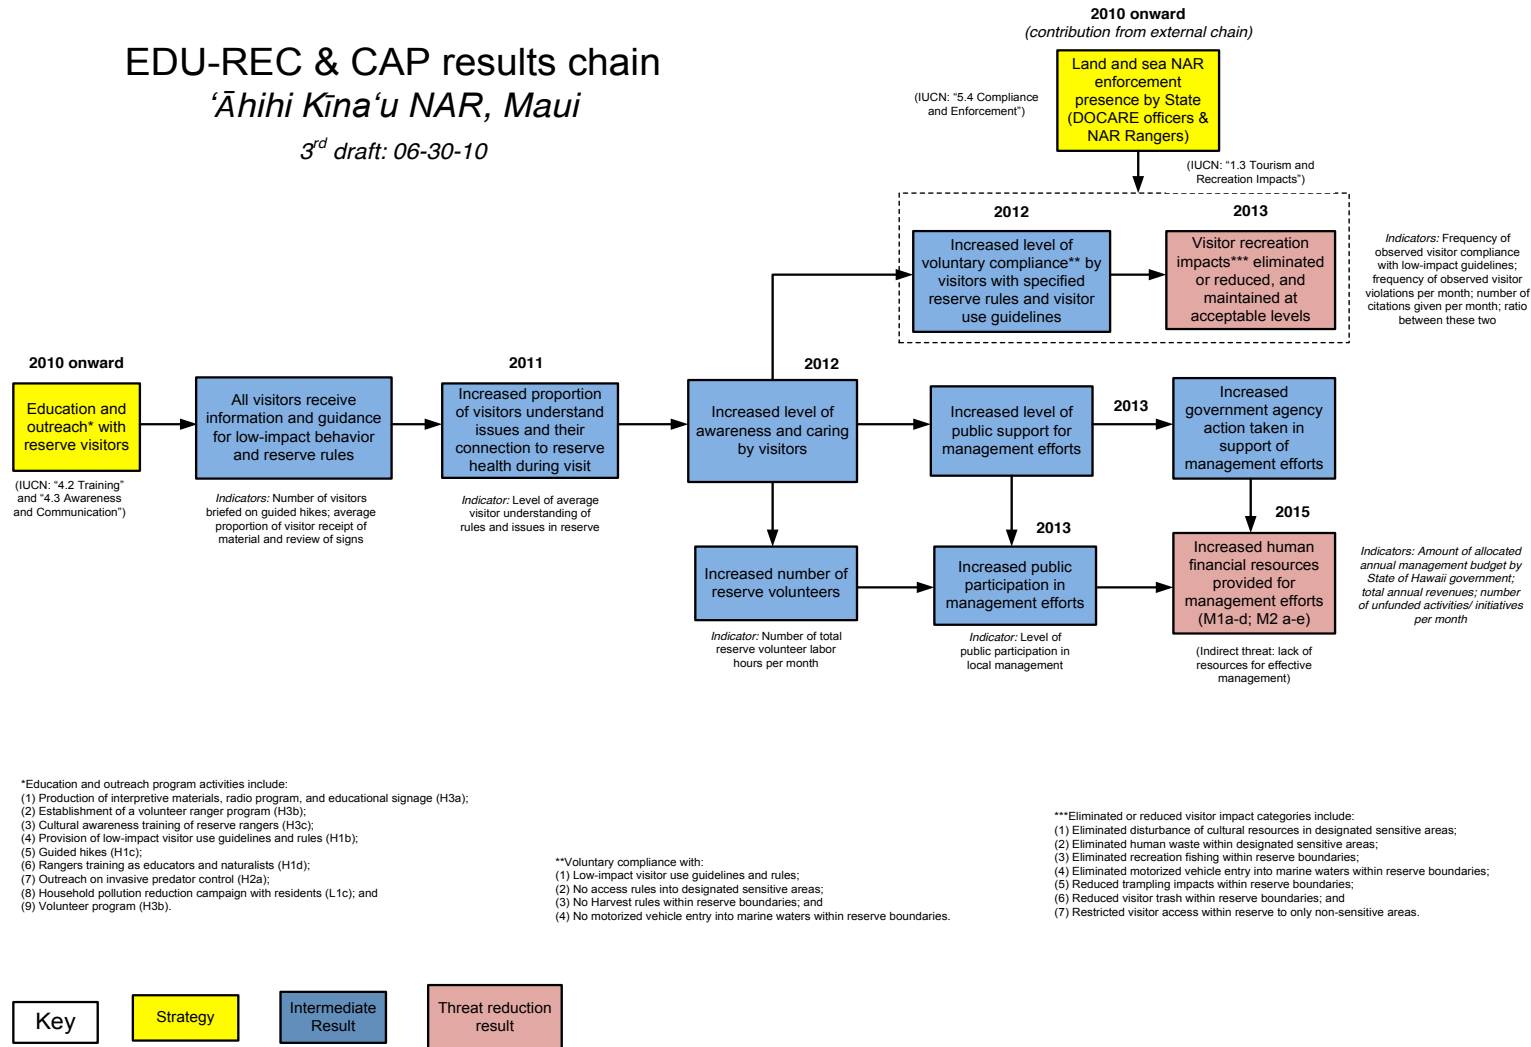 EDU-REC & CAP results chain
ʻĀhihi Kīnaʻu NAR, Maui
3rd draft: 06-30-10
2010 onward
(contribution from external chain)
Land and sea NAR
enforcement
presence by State
(DOCARE officers &
NAR Rangers)
(IUCN: “5.4 Compliance
and Enforcement”)
(IUCN: “1.3 Tourism and
Recreation Impacts”)
2012
Increased level of
voluntary compliance** by
visitors with specified
reserve rules and visitor
use guidelines
2013
Visitor recreation
impacts*** eliminated
or reduced, and
maintained at
acceptable levels
Indicators: Frequency of
observed visitor compliance
with low-impact guidelines;
frequency of observed visitor
violations per month; number of
citations given per month; ratio
between these two
2010 onward
Education and
outreach* with
reserve visitors
(IUCN: “4.2 Training”
and “4.3 Awareness
and Communication”)
All visitors receive
information and guidance
for low-impact behavior
and reserve rules
Indicators: Number of visitors
briefed on guided hikes; average
proportion of visitor receipt of
material and review of signs
2011
Increased proportion
of visitors understand
issues and their
connection to reserve
health during visit
Indicator: Level of average
visitor understanding of
rules and issues in reserve
2012
Increased level of
awareness and caring
by visitors
Increased level of
public support for
management efforts
2013
Increased
government agency
action taken in
support of
management efforts
Increased number of
reserve volunteers
Indicator: Number of total
reserve volunteer labor
hours per month
2013
Increased public
participation in
management efforts
Indicator: Level of
public participation in
local management
2015
Increased human
financial resources
provided for
management efforts
(M1a-d; M2 a-e)
(Indirect threat: lack of
resources for effective
management)
Indicators: Amount of allocated
annual management budget by
State of Hawaii government;
total annual revenues; number
of unfunded activities/ initiatives
per month
*Education and outreach program activities include:
(1) Production of interpretive materials, radio program, and educational signage (H3a);
(2) Establishment of a volunteer ranger program (H3b);
(3) Cultural awareness training of reserve rangers (H3c);
(4) Provision of low-impact visitor use guidelines and rules (H1b);
(5) Guided hikes (H1c);
(6) Rangers training as educators and naturalists (H1d);
(7) Outreach on invasive predator control (H2a);
(8) Household pollution reduction campaign with residents (L1c); and
(9) Volunteer program (H3b).
**Voluntary compliance with:
(1) Low-impact visitor use guidelines and rules;
(2) No access rules into designated sensitive areas;
(3) No Harvest rules within reserve boundaries; and
(4) No motorized vehicle entry into marine waters within reserve boundaries.
***Eliminated or reduced visitor impact categories include:
(1) Eliminated disturbance of cultural resources in designated sensitive areas;
(2) Eliminated human waste within designated sensitive areas;
(3) Eliminated recreation fishing within reserve boundaries;
(4) Eliminated motorized vehicle entry into marine waters within reserve boundaries;
(5) Reduced trampling impacts within reserve boundaries;
(6) Reduced visitor trash within reserve boundaries; and
(7) Restricted visitor access within reserve to only non-sensitive areas.
Key
Strategy
Intermediate
Result
Threat reduction
result